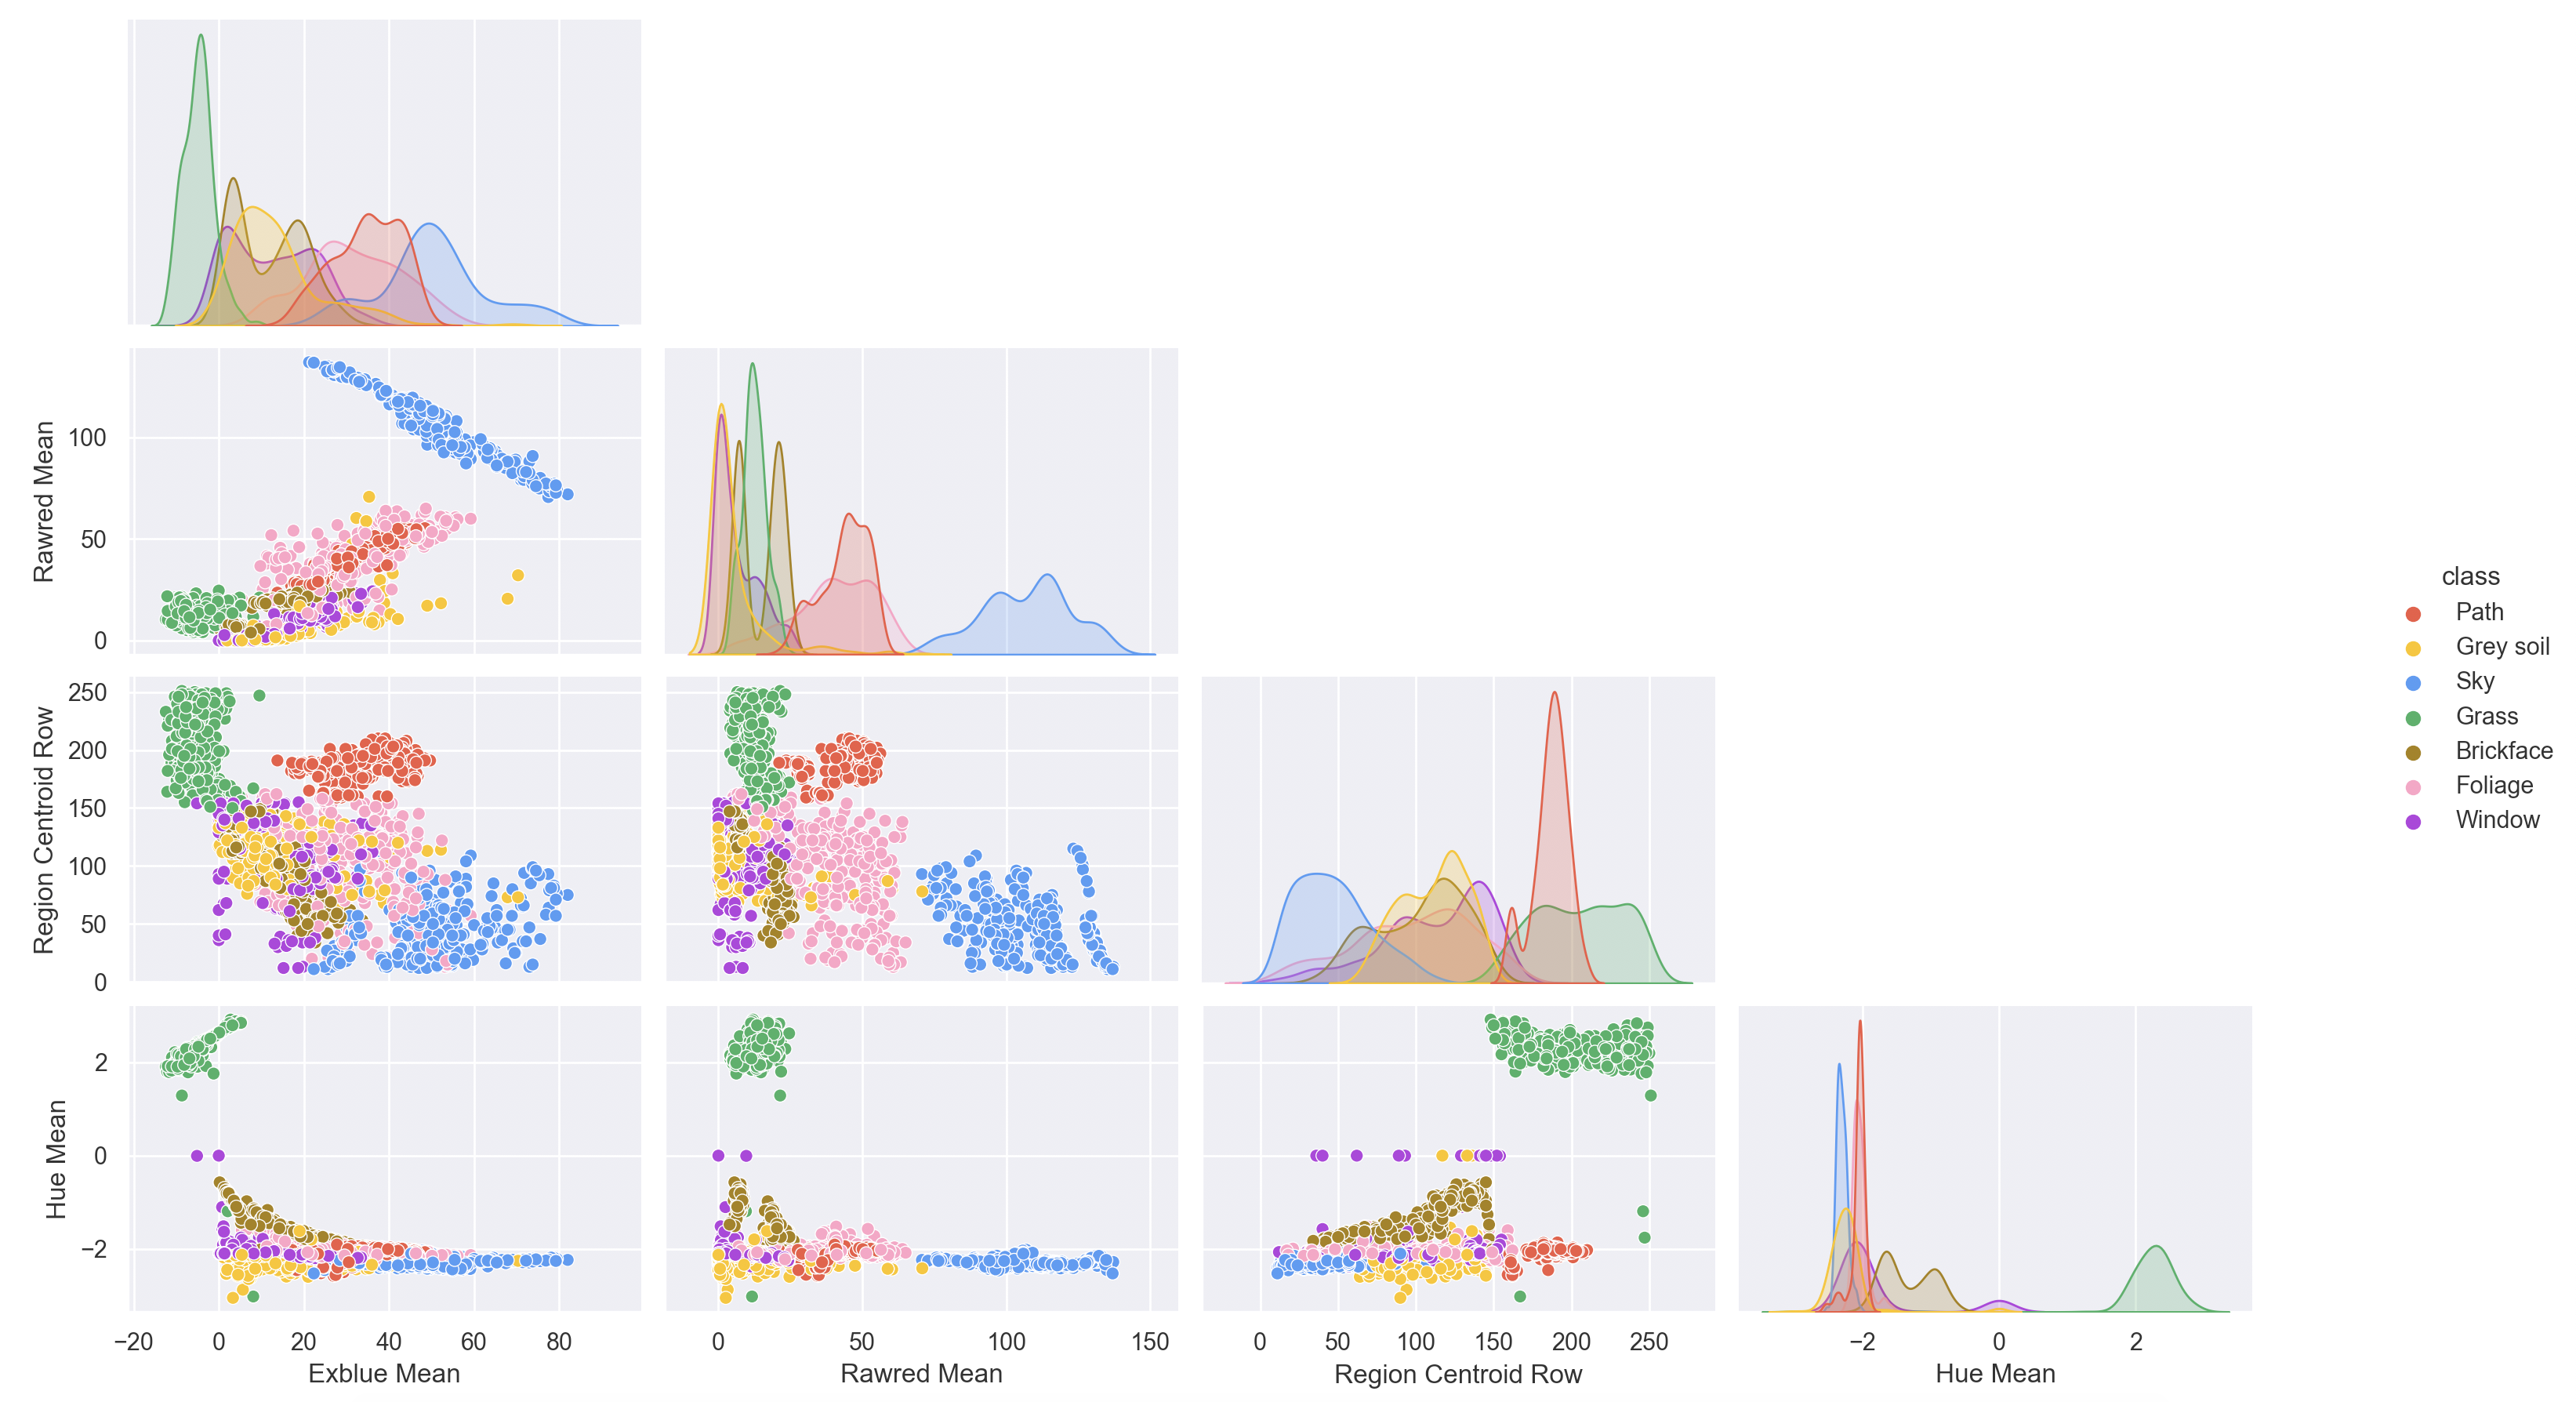 Rawred Mean
100
50
0
Region Centroid Row
250
200
150
100
50
0
Hue Mean
2
0
−2
−20 0 20 40 60 80
Exblue Mean
0 50 100 150
Rawred Mean
0 50 100 150 200 250
Region Centroid Row
−2 0 2
Hue Mean
class
Path
Grey soil
Sky
Grass
Brickface
Foliage
Window